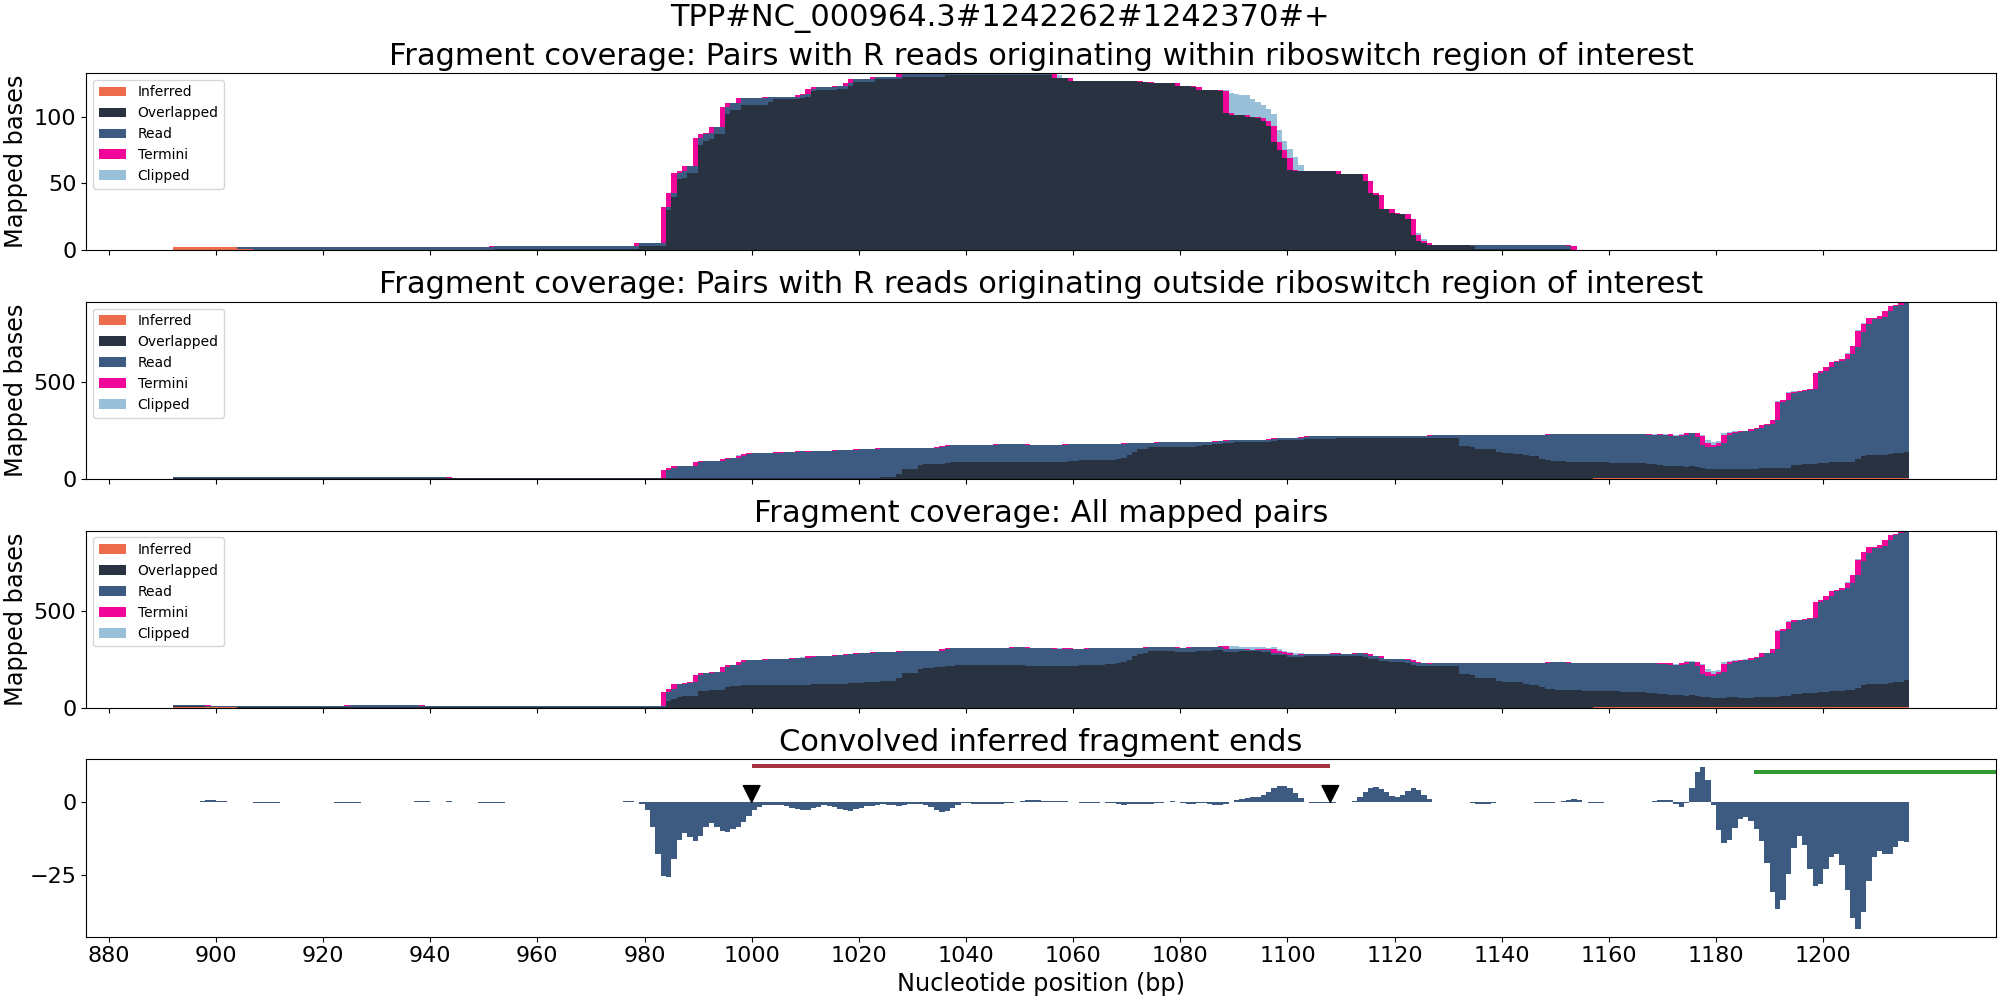 TPP#NC_000964.3#1242262#1242370#+
Fragment coverage: Pairs with R reads originating within riboswitch region of interest
Mapped bases
100
50
0
Inferred
Overlapped
Read
Termini
Clipped
Fragment coverage: Pairs with R reads originating outside riboswitch region of interest
Mapped bases
500
0
Inferred
Overlapped
Read
Termini
Clipped
Fragment coverage: All mapped pairs
Mapped bases
500
0
Inferred
Overlapped
Read
Termini
Clipped
Convolved inferred fragment ends
0
−25
880 900 920 940 960 980 1000 1020 1040 1060 1080 1100 1120 1140 1160 1180 1200
Nucleotide position (bp)